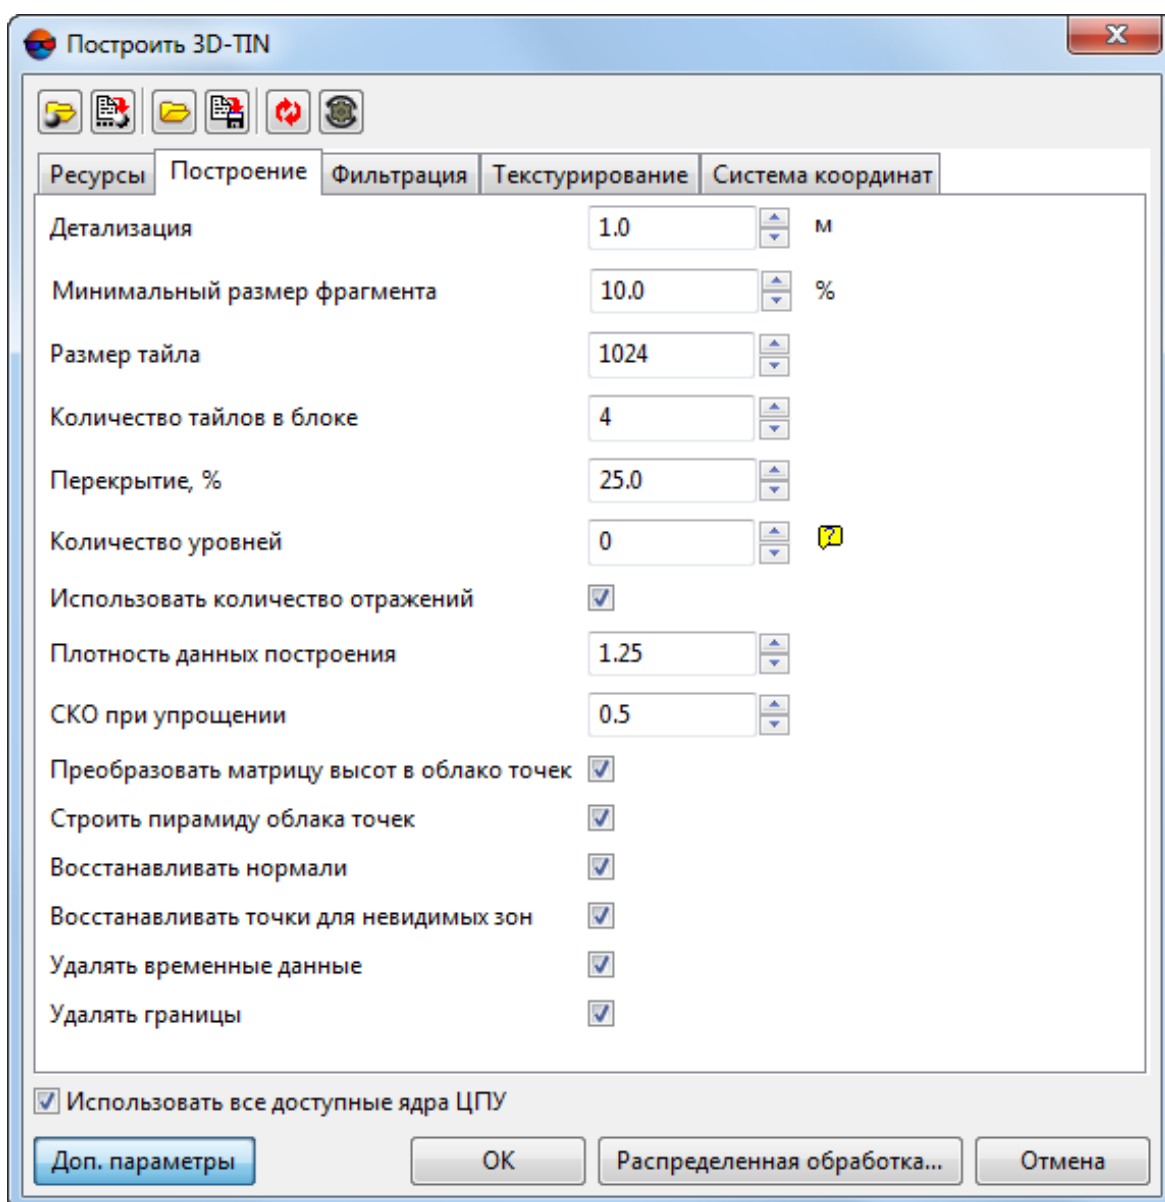 Построить 3D-TIN
Ресурсы Построение Фильтрация Текстурирование Система координат
Детализация 1.0 м
Минимальный размер фрагмента 10.0 %
Размер тайла 1024
Количество тайлов в блоке 4
Перекрытие, % 25.0
Количество уровней 0 ?
Использовать количество отражений
Плотность данных построения 1.25
СКО при упрощении 0.5
Преобразовать матрицу высот в облако точек
Строить пирамиду облака точек
Восстанавливать нормали
Восстанавливать точки для невидимых зон
Удалять временные данные
Удалять границы
Использовать все доступные ядра ЦПУ
Доп. параметры OK Распределенная обработка... Отмена